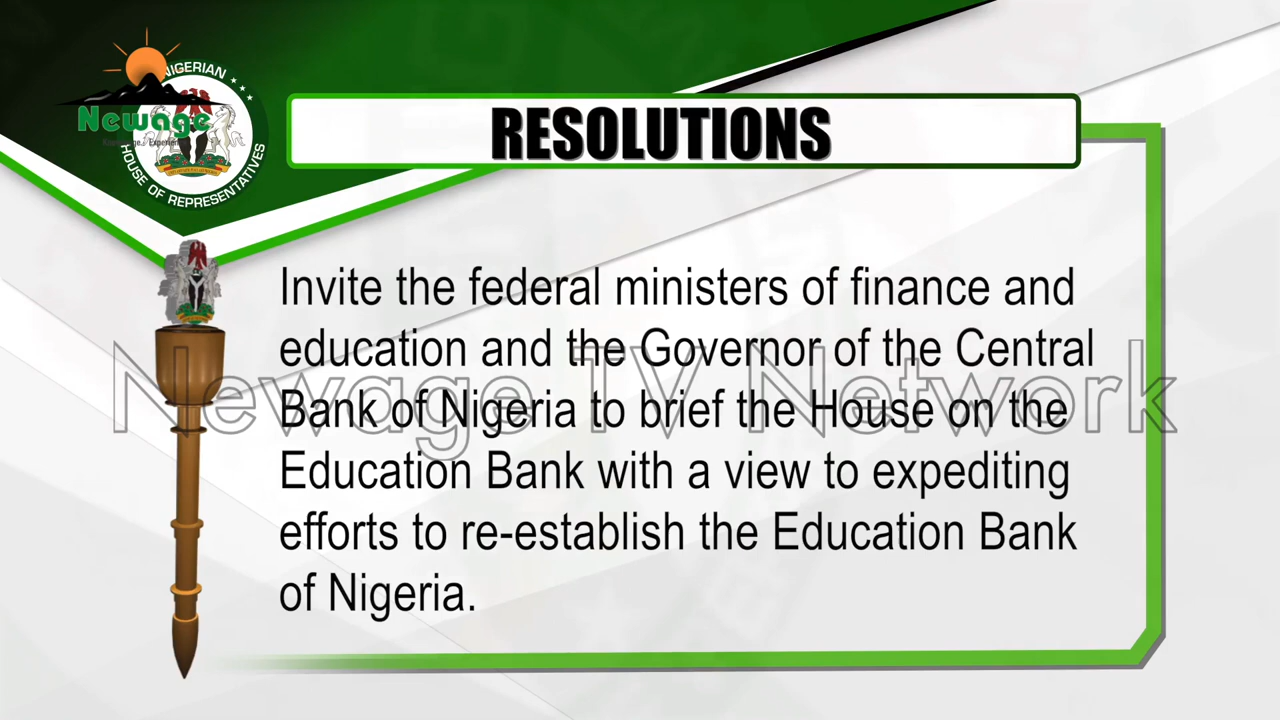 NIGERIAN
Newage
HOUSE OF REPRESENTATIVES
RESOLUTIONS
Invite the federal ministers of finance and
education and the Governor of the Central
Bank of Nigeria to brief the House on the
Education Bank with a view to expediting
efforts to re-establish the Education Bank
of Nigeria.
Newage TV Network